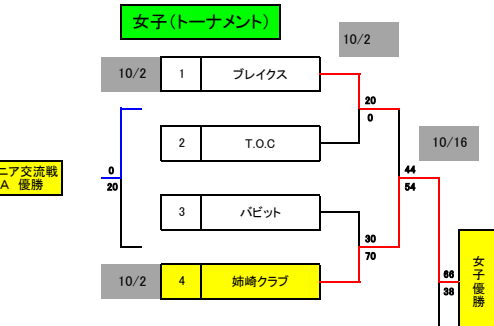 女子(トーナメント)
10/2
10/2
1 ブレイクス
20
0
2 T.O.C
10/16
ニア交流戦
A 優勝
0
20
44
54
3 バビット
30
70
10/2
4 姉崎クラブ
女子優勝
66
38